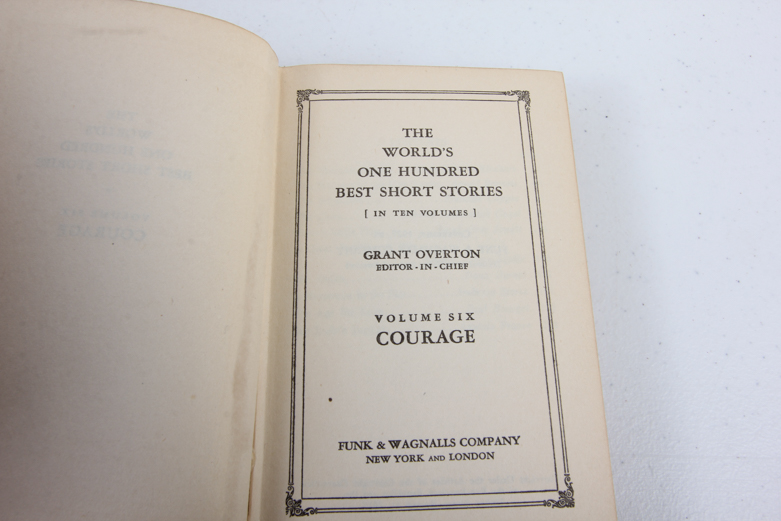 THE
WORLD'S
ONE HUNDRED
BEST SHORT STORIES
[ IN TEN VOLUMES ]
GRANT OVERTON
EDITOR-IN-CHIEF
VOLUME SIX
COURAGE
FUNK & WAGNALLS COMPANY
NEW YORK AND LONDON